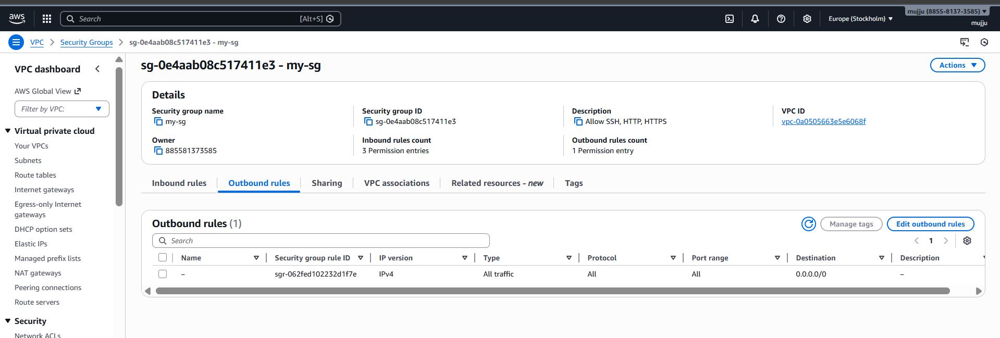 aws
Search
[Alt+S]
Europe (Stockholm)
mujju (8855-8137-3585)
mujju
VPC
Security Groups
sg-0e4aab08c517411e3 - my-sg
VPC dashboard
AWS Global View
Filter by VPC:
Virtual private cloud
Your VPCs
Subnets
Route tables
Internet gateways
Egress-only Internet
gateways
DHCP option sets
Elastic IPs
Managed prefix lists
NAT gateways
Peering connections
Route servers
Security
Network ACLs
sg-0e4aab08c517411e3 - my-sg
Actions
Details
Security group name
my-sg
Security group ID
sg-0e4aab08c517411e3
Description
Allow SSH, HTTP, HTTPS
VPC ID
vpc-0a0505663e5e6068f
Owner
885581373585
Inbound rules count
3 Permission entries
Outbound rules count
1 Permission entry
Inbound rules
Outbound rules
Sharing
VPC associations
Related resources - new
Tags
Outbound rules (1)
Manage tags
Edit outbound rules
Search
1
Name Security group rule ID IP version Type Protocol Port range Destination Description
– sgr-062fed102232d1f7e IPv4 All traffic All All 0.0.0.0/0 –